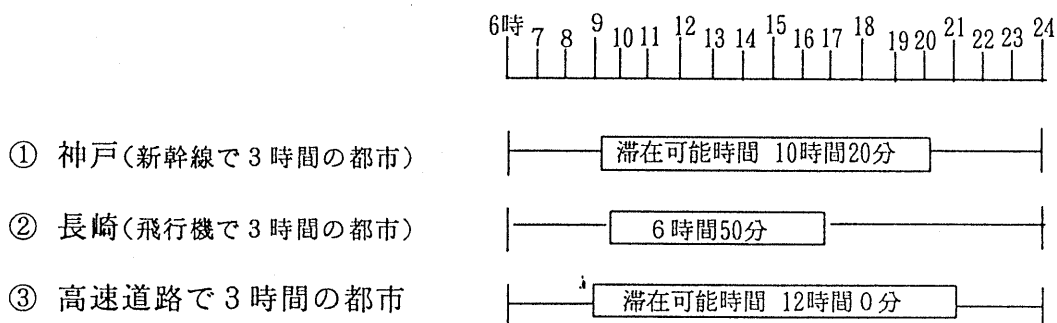 6時 7 8 9 10 11 12 13 14 15 16 17 18 19 20 21 22 23 24
① 神戸(新幹線で3時間の都市) 滞在可能時間 10時間20分
② 長崎(飛行機で3時間の都市) 6時間50分
③ 高速道路で3時間の都市 滞在可能時間 12時間0分